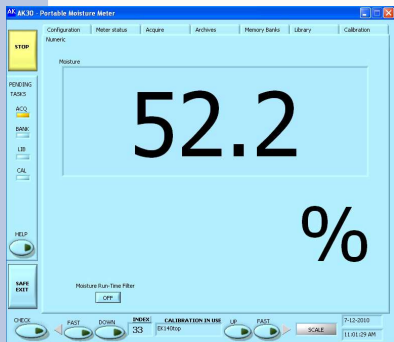 AK AK30 - Portable Moisture Meter
Configuration Meter status Acquire Archives Memory Banks Library Calibration
Numeric
STOP
Moisture
52.2
%
PENDING
TASKS
ACQ
BANK
LIB
CAL
HELP
SAFE
EXIT
Moisture Run-Time Filter
OFF
CHECK FAST DOWN INDEX 33 CALIBRATION IN USE EK140top UP FAST SCALE 7-12-2010
11:01:29 AM